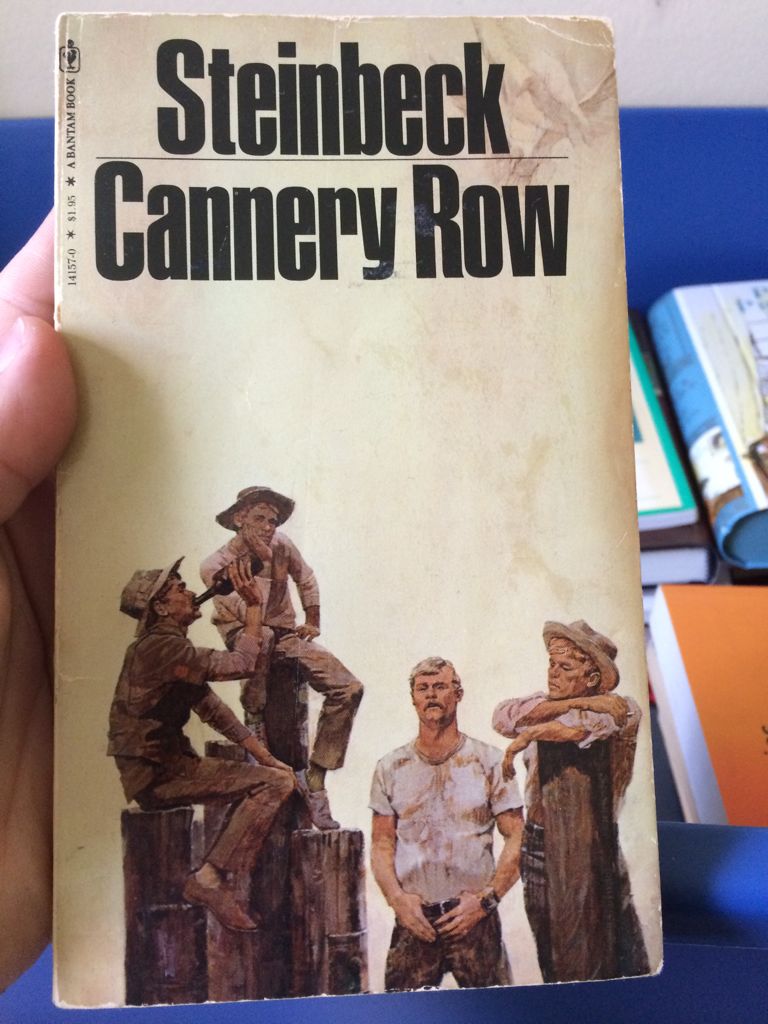 Steinbeck
Cannery Row
14157-0 * $1.95 * A BANTAM BOOK